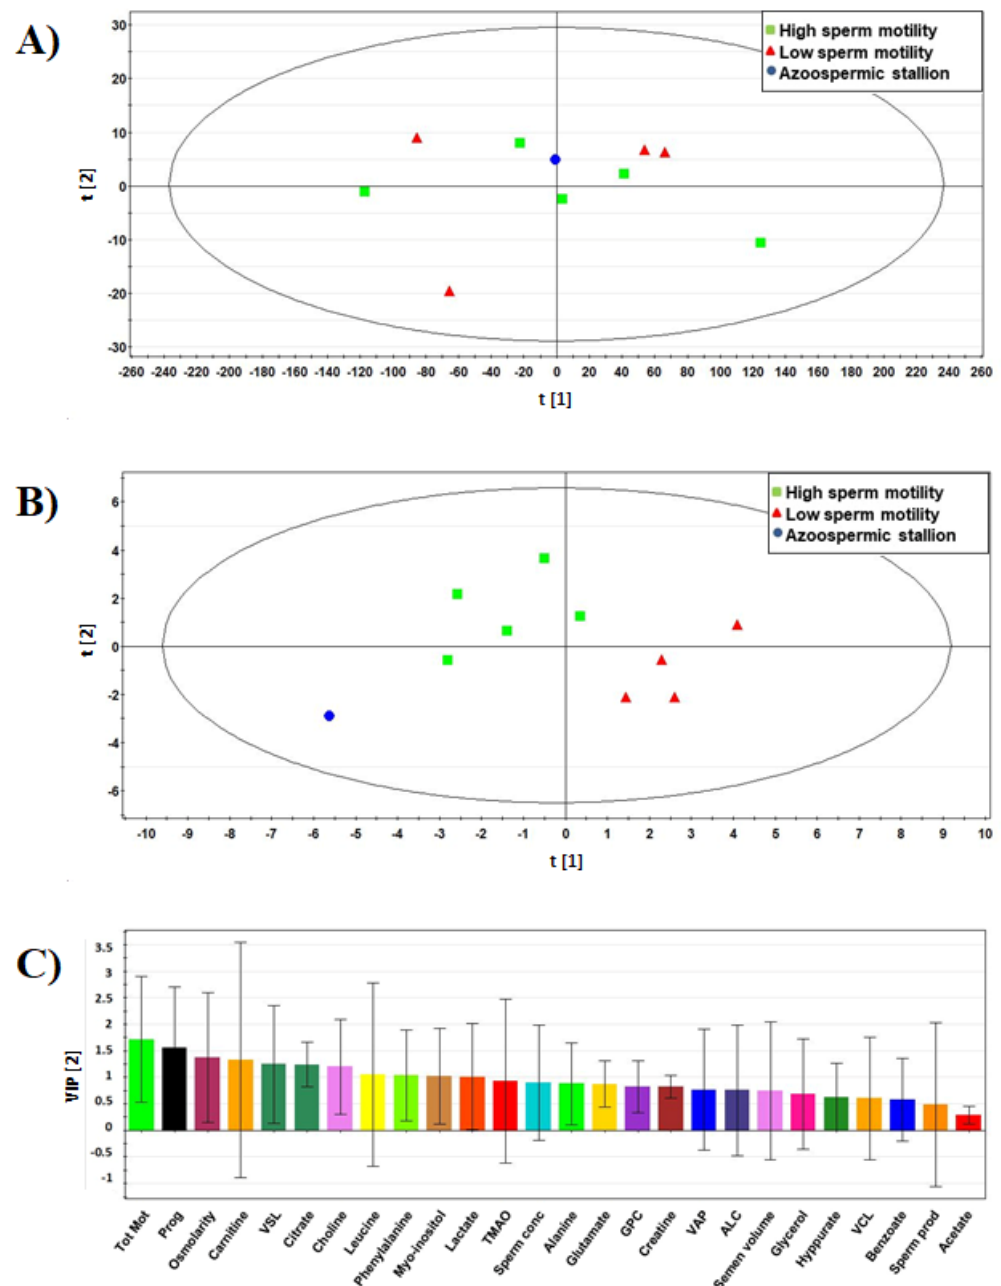 A)
High sperm motility
Low sperm motility
Azoospermic stallion
30
20
10
0
-10
-20
-30
t [2]
-260 -240 -220 -200 -180 -160 -140 -120 -100 -80 -60 -40 -20 0 20 40 60 80 100 120 140 160 180 200 220 240 260
t [1]
B)
High sperm motility
Low sperm motility
Azoospermic stallion
6
4
2
0
-2
-4
-6
t [2]
-10 -9 -8 -7 -6 -5 -4 -3 -2 -1 0 1 2 3 4 5 6 7 8 9 10
t [1]
C)
3.5
3
2.5
2
1.5
1
0.5
0
-0.5
-1
VIP [2]
Tot Mot
Prog
Osmolarity
Carnitine
VSL
Citrate
Choline
Leucine
Phenylalanine
Myo-inositol
Lactate
TMAO
Sperm conc
Alanine
Glutamate
GPC
Creatine
VAP
ALC
Semen volume
Glycerol
Hyppurate
VCL
Benzoate
Sperm prod
Acetate